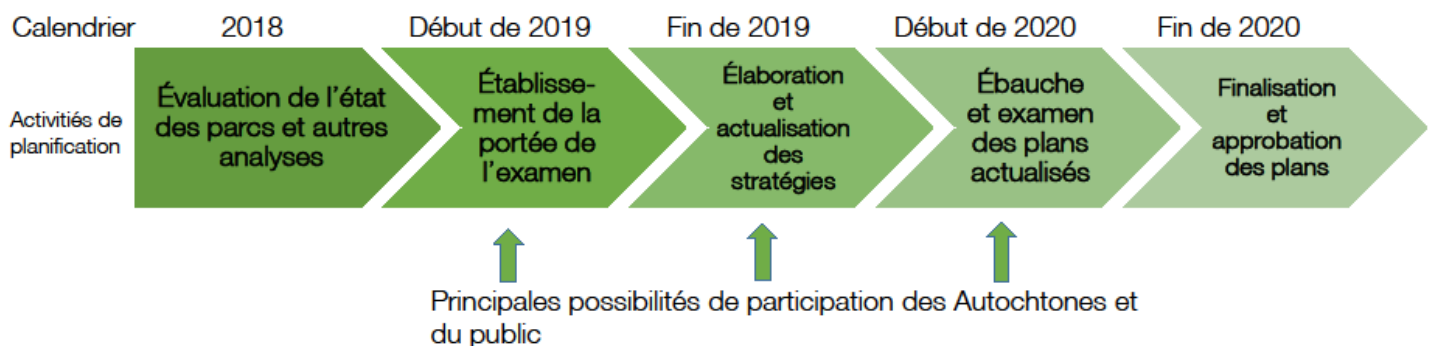 Calendrier 2018 Début de 2019 Fin de 2019 Début de 2020 Fin de 2020
Activitiés de
planification
Évaluation de l'état
des parcs et autres
analyses
Établisse-
ment de la
portée de
l'examen
Élaboration
et
actualisation
des
stratégies
Ébauche
et examen
des plans
actualisés
Finalisation
et
approbation
des plans
Principales possibilités de participation des Autochtones et
du public